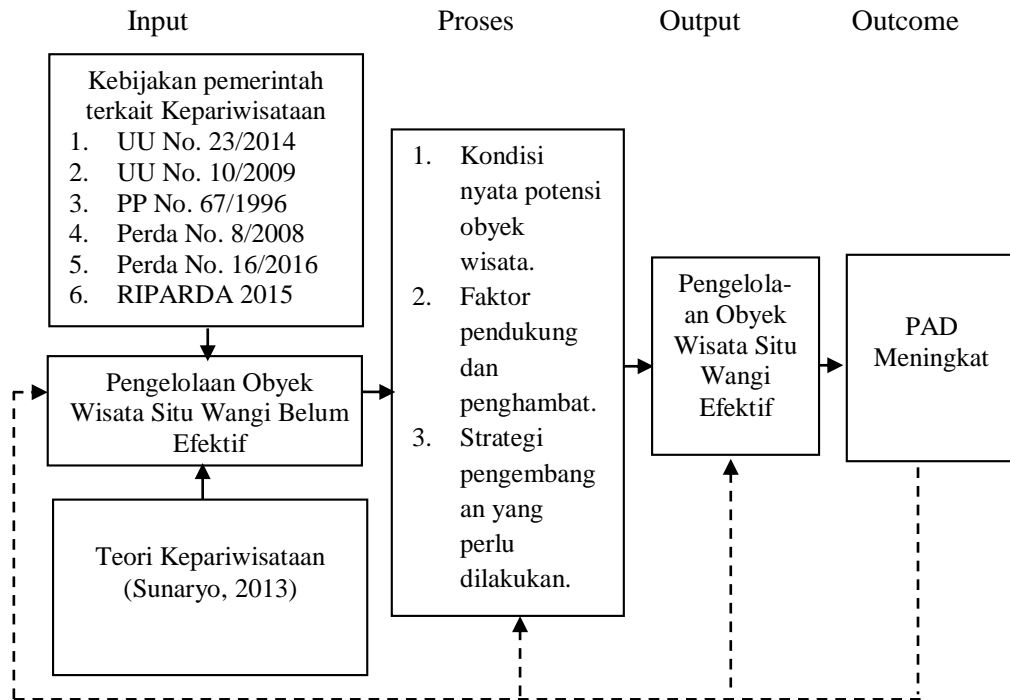 Input Proses Output Outcome
Kebijakan pemerintah
terkait Kepariwisataan
1. UU No. 23/2014
2. UU No. 10/2009
3. PP No. 67/1996
4. Perda No. 8/2008
5. Perda No. 16/2016
6. RIPARDA 2015
Pengelolaan Obyek
Wisata Situ Wangi Belum
Efektif
Teori Kepariwisataan
(Sunaryo, 2013)
1. Kondisi
nyata potensi
obyek
wisata.
2. Faktor
pendukung
dan
penghambat.
3. Strategi
pengembang
an yang
perlu
dilakukan.
Pengelola-
an Obyek
Wisata Situ
Wangi
Efektif
PAD
Meningkat